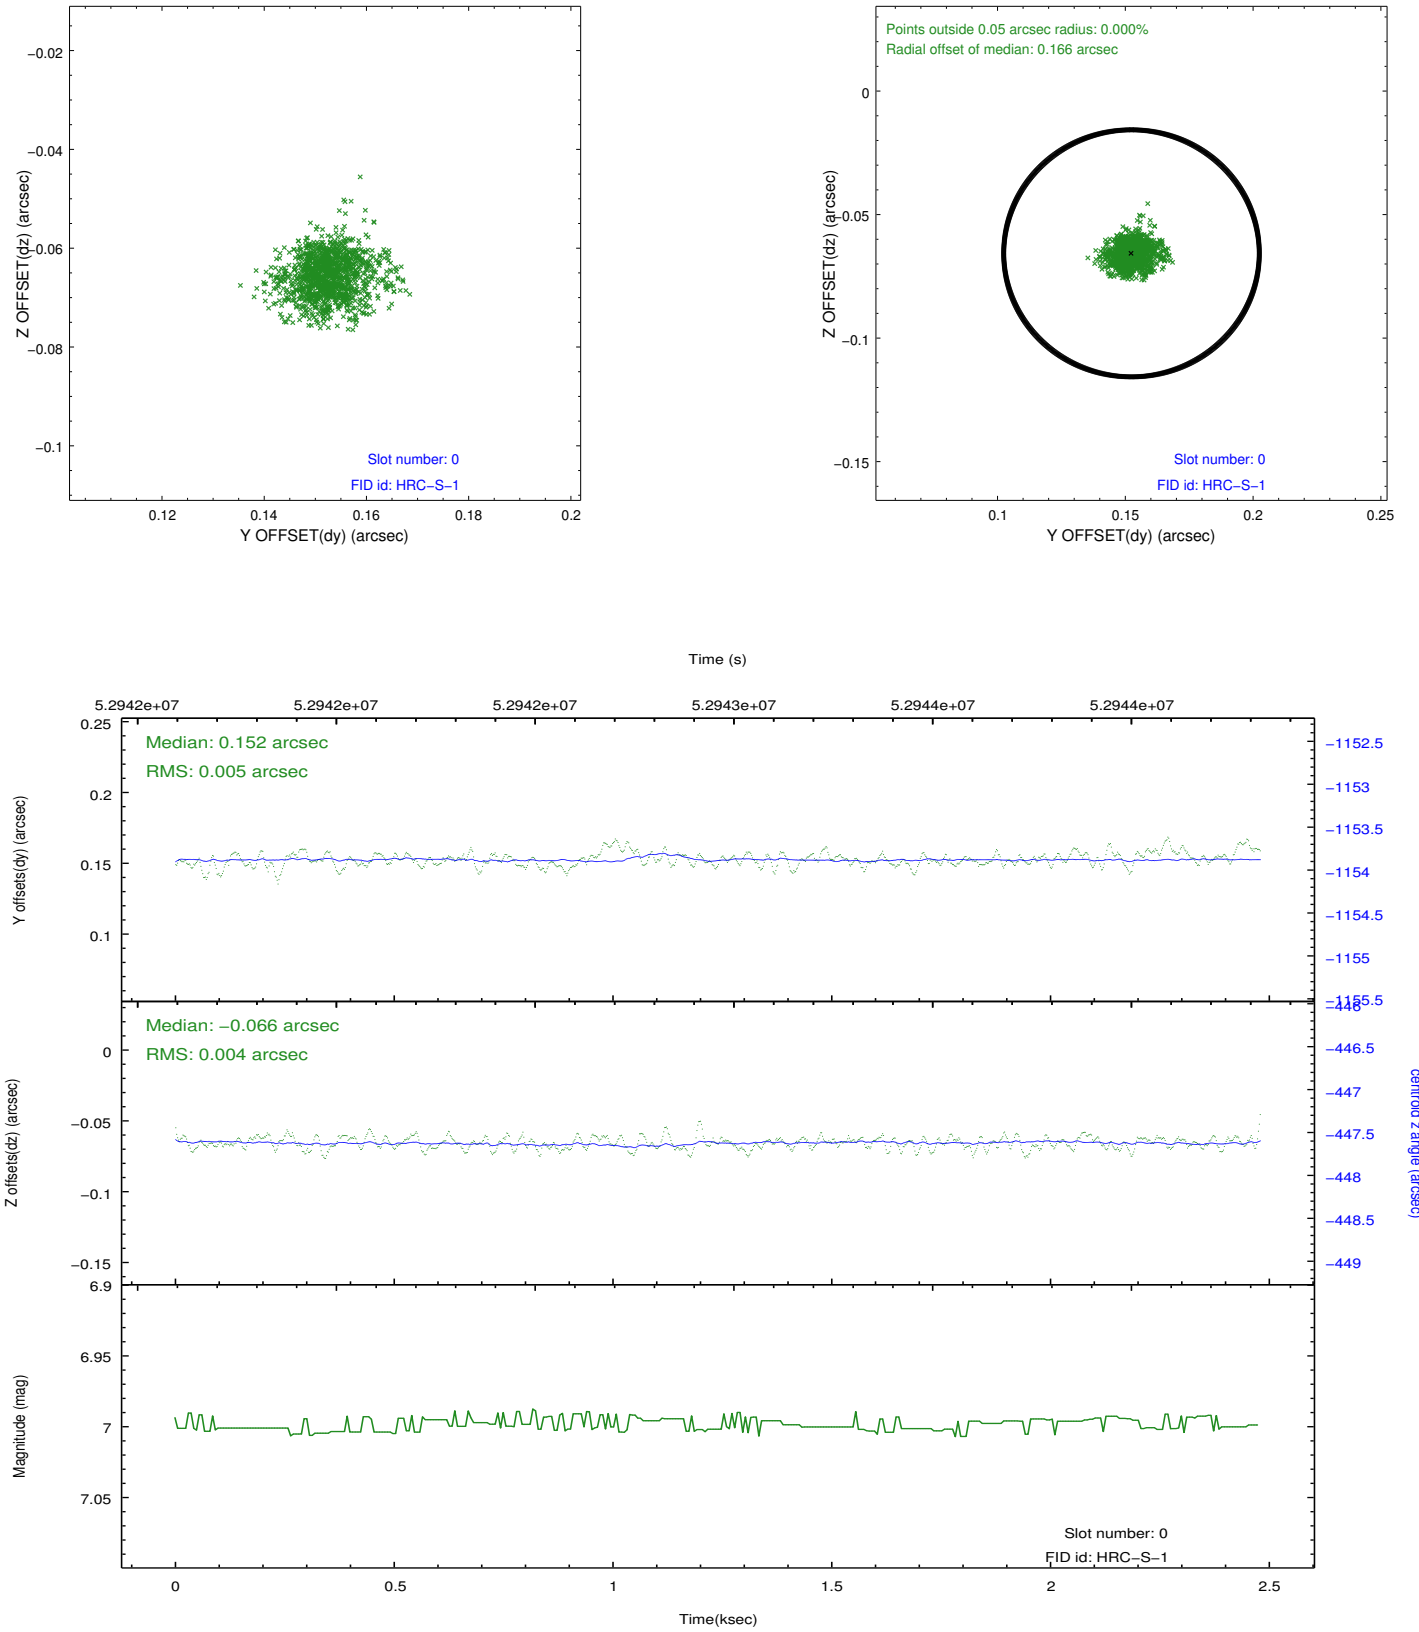 −0.02
−0.04
−0.06
−0.08
−0.1
Z OFFSET(dz) (arcsec)
Slot number: 0
FID id: HRC−S−1
0.12
0.14
0.16
0.18
0.2
Y OFFSET(dy) (arcsec)
Points outside 0.05 arcsec radius: 0.000%
Radial offset of median: 0.166 arcsec
0
−0.05
−0.1
−0.15
Z OFFSET(dz) (arcsec)
Slot number: 0
FID id: HRC−S−1
0.1
0.15
0.2
0.25
Y OFFSET(dy) (arcsec)
Time (s)
5.2942e+07
5.2942e+07
5.2942e+07
5.2943e+07
5.2944e+07
5.2944e+07
0.25
0.2
0.15
0.1
Y offsets(dy) (arcsec)
Median: 0.152 arcsec
RMS: 0.005 arcsec
−1152.5
−1153
−1153.5
−1154
−1154.5
−1155
−1155.5
0
−0.05
−0.1
−0.15
Z offsets(dz) (arcsec)
Median: −0.066 arcsec
RMS: 0.004 arcsec
−446
−446.5
−447
−447.5
−448
−448.5
−449
centroid z angle (arcsec)
6.9
6.95
7
7.05
Magnitude (mag)
Slot number: 0
FID id: HRC−S−1
0
0.5
1
1.5
2
2.5
Time(ksec)